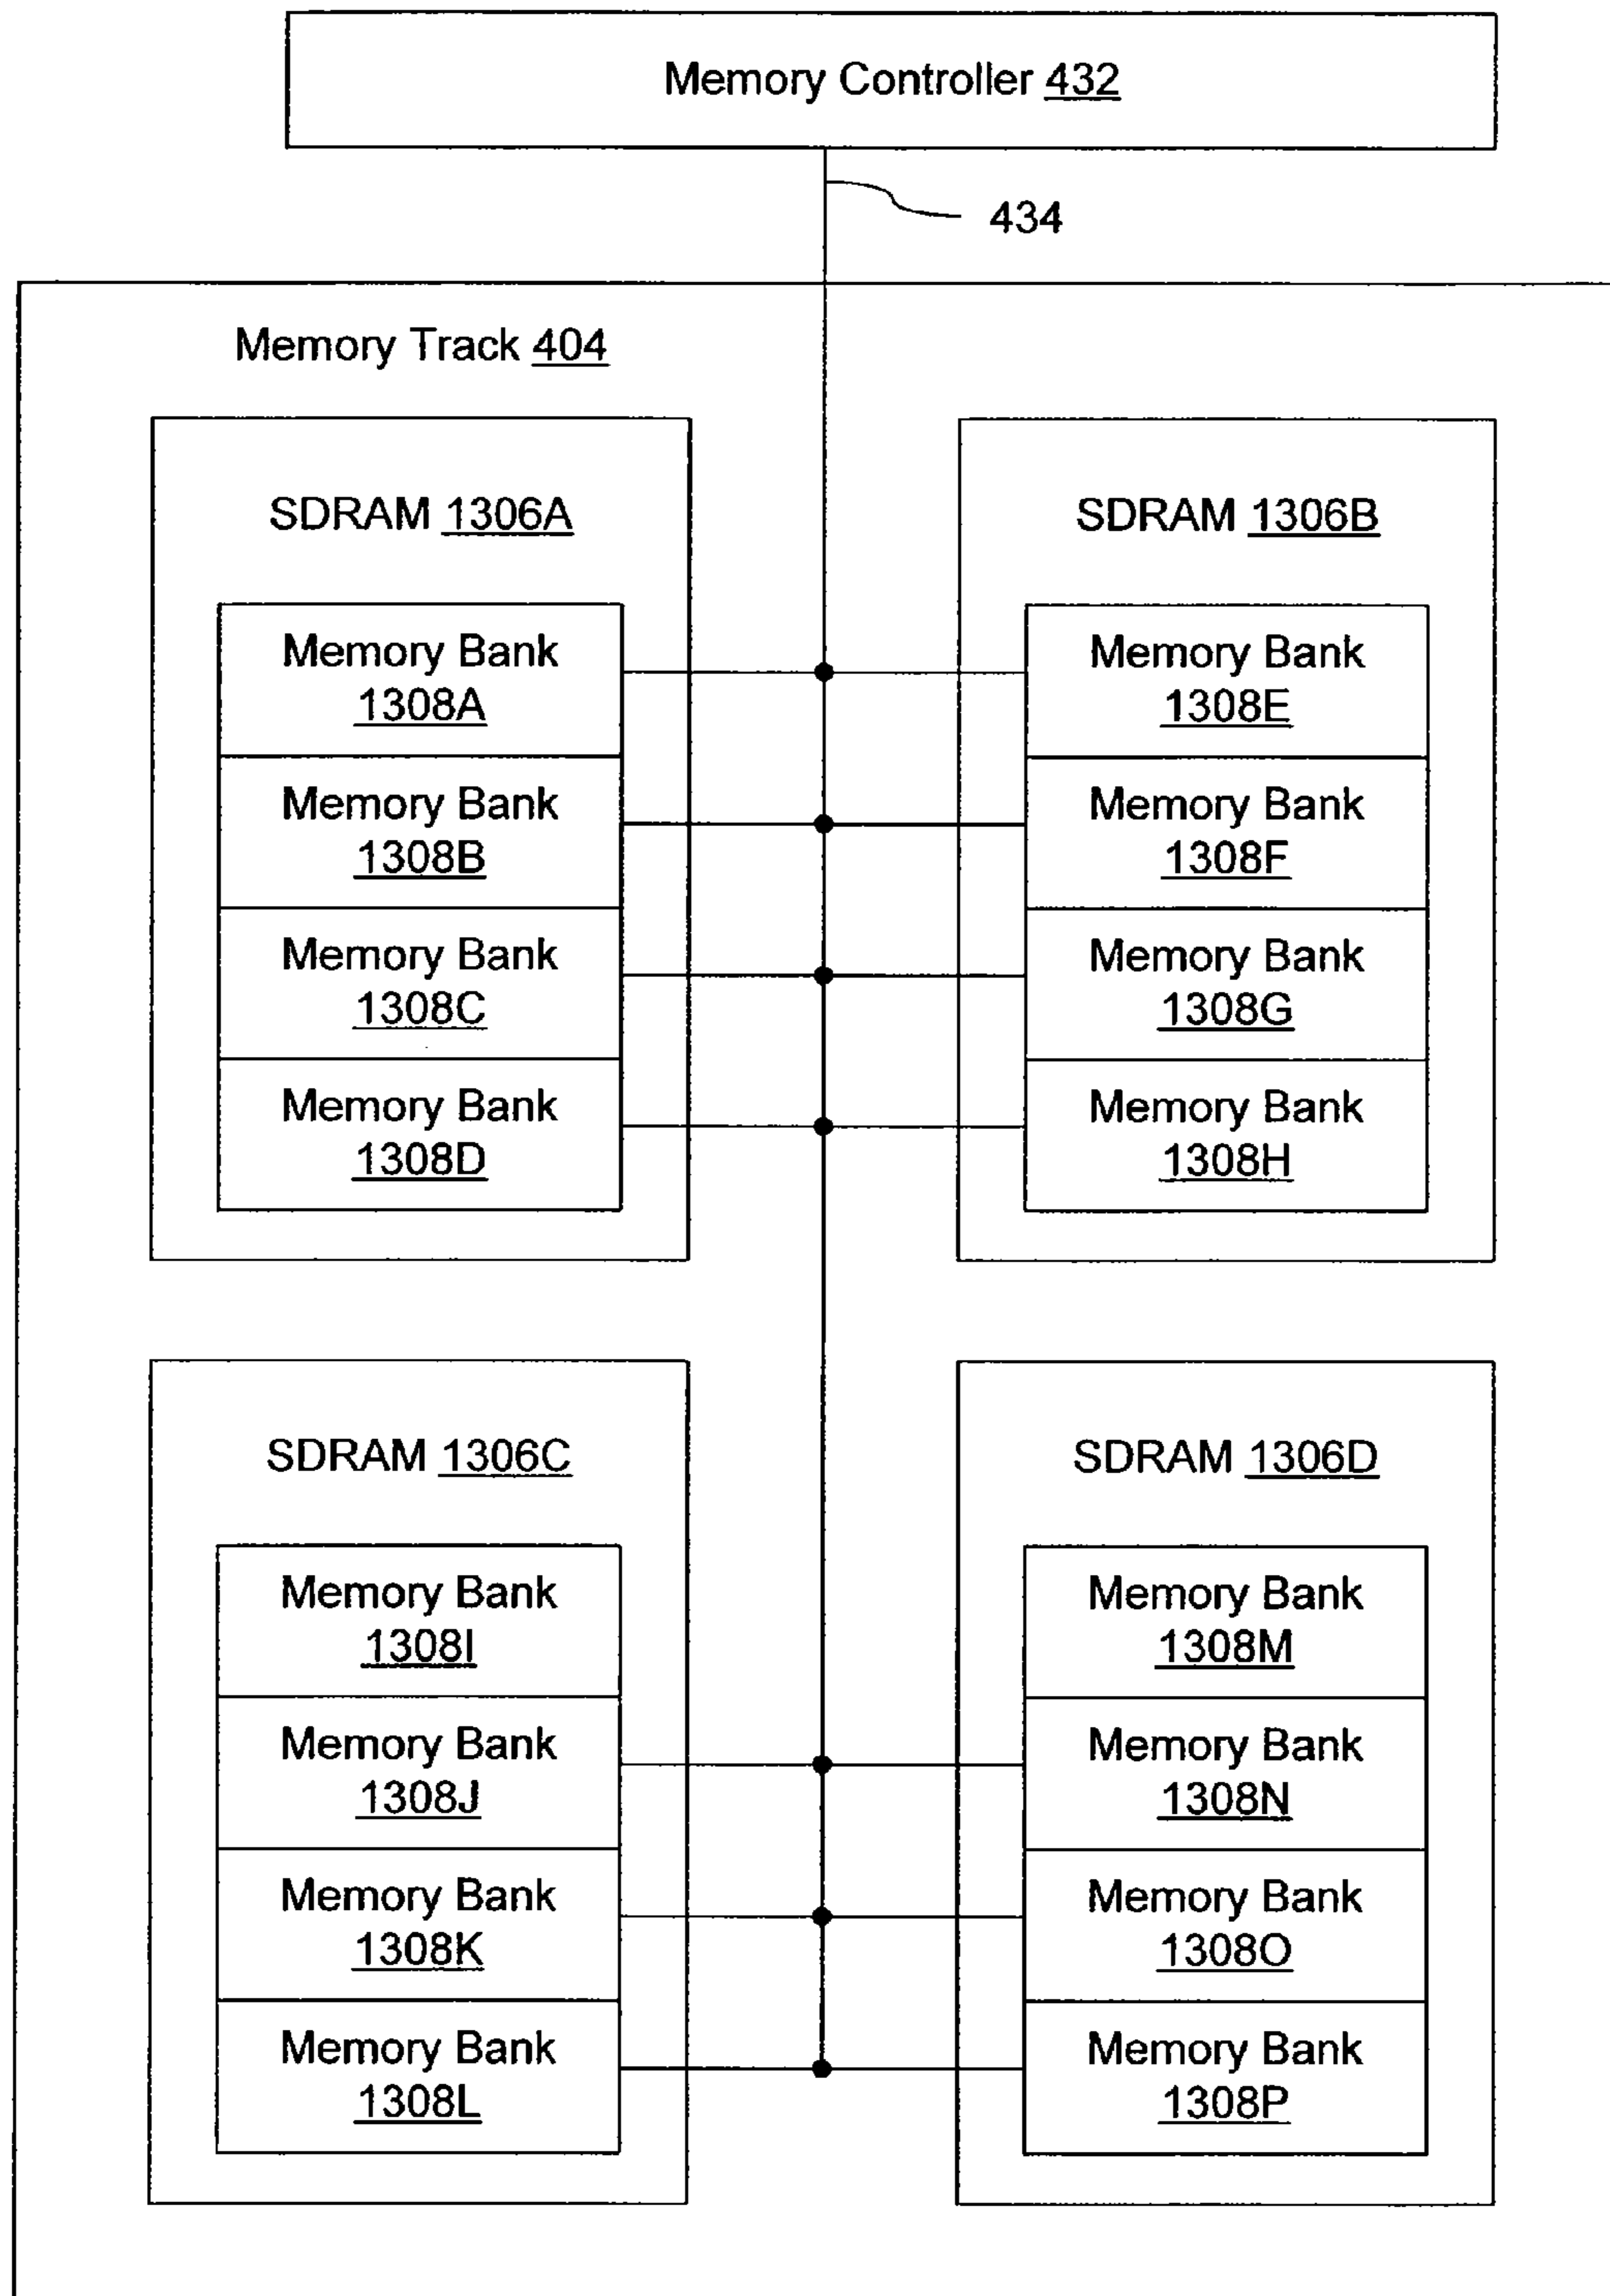 Memory Controller 432
434
Memory Track 404
SDRAM 1306A
Memory Bank
1308A
Memory Bank
1308B
Memory Bank
1308C
Memory Bank
1308D
SDRAM 1306B
Memory Bank
1308E
Memory Bank
1308F
Memory Bank
1308G
Memory Bank
1308H
SDRAM 1306C
Memory Bank
1308I
Memory Bank
1308J
Memory Bank
1308K
Memory Bank
1308L
SDRAM 1306D
Memory Bank
1308M
Memory Bank
1308N
Memory Bank
1308O
Memory Bank
1308P